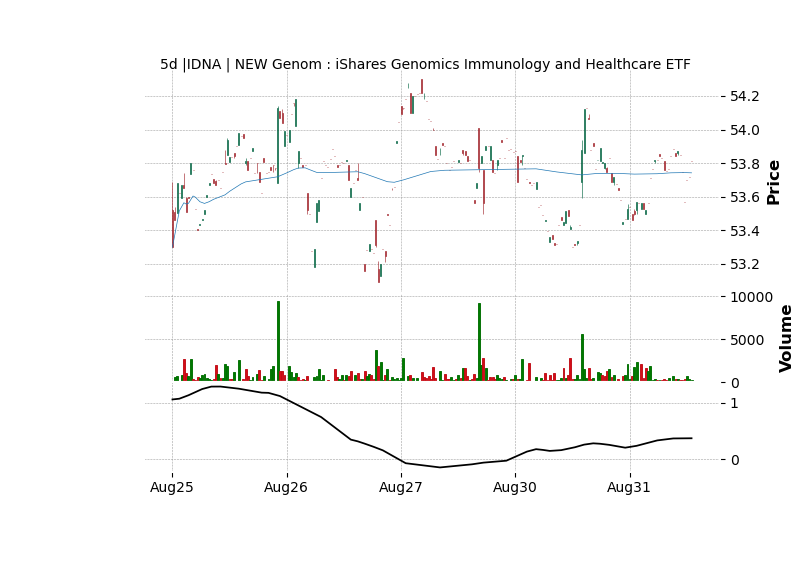 5d |IDNA | NEW Genom : iShares Genomics Immunology and Healthcare ETF
54.2
54.0
53.8
53.6
53.4
53.2
Price
10000
5000
0
Volume
1
0
Aug25 Aug26 Aug27 Aug30 Aug31